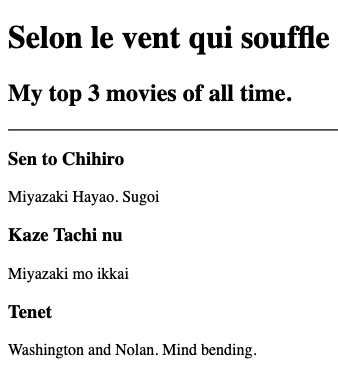 Selon le vent qui souffle
My top 3 movies of all time.
Sen to Chihiro
Miyazaki Hayao. Sugoi
Kaze Tachi nu
Miyazaki mo ikkai
Tenet
Washington and Nolan. Mind bending.